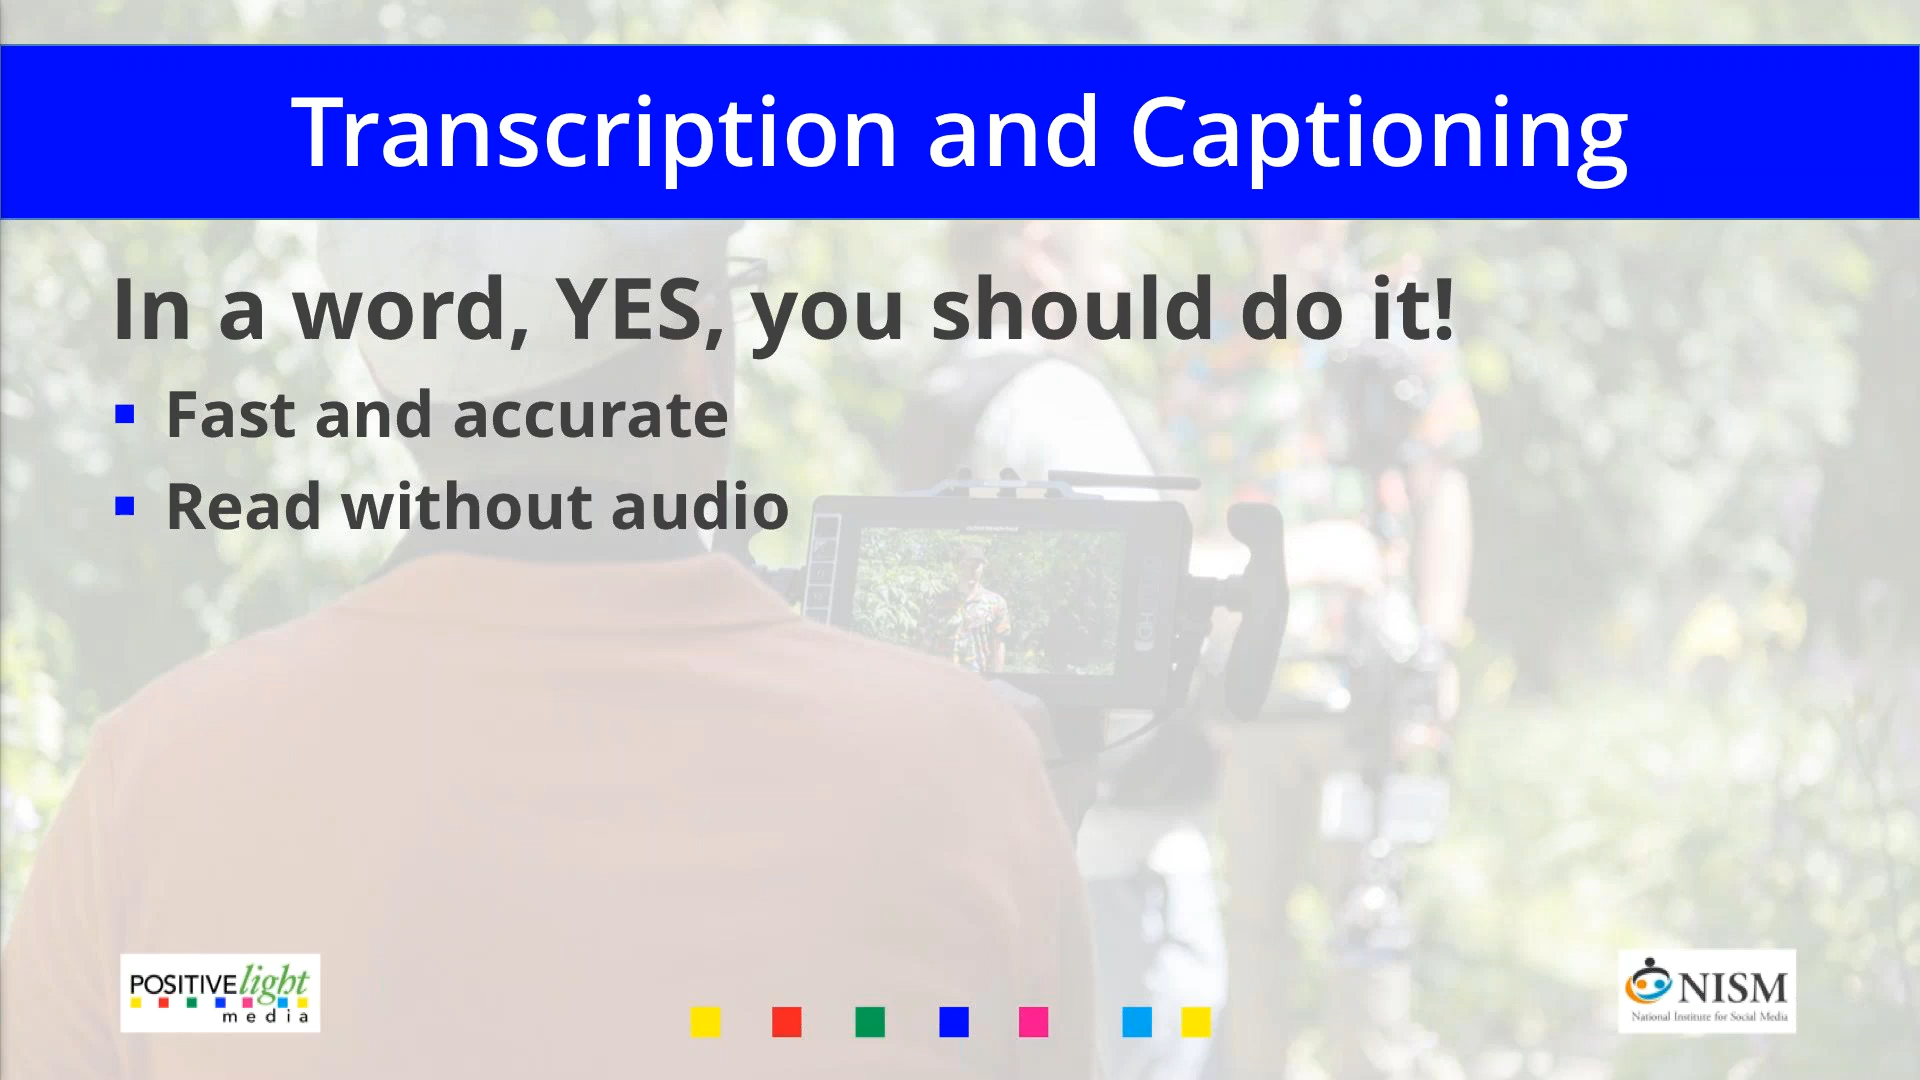 Transcription and Captioning
In a word, YES, you should do it!
Fast and accurate
Read without audio
POSITIVE light
media
NISM
National Institute for Social Media